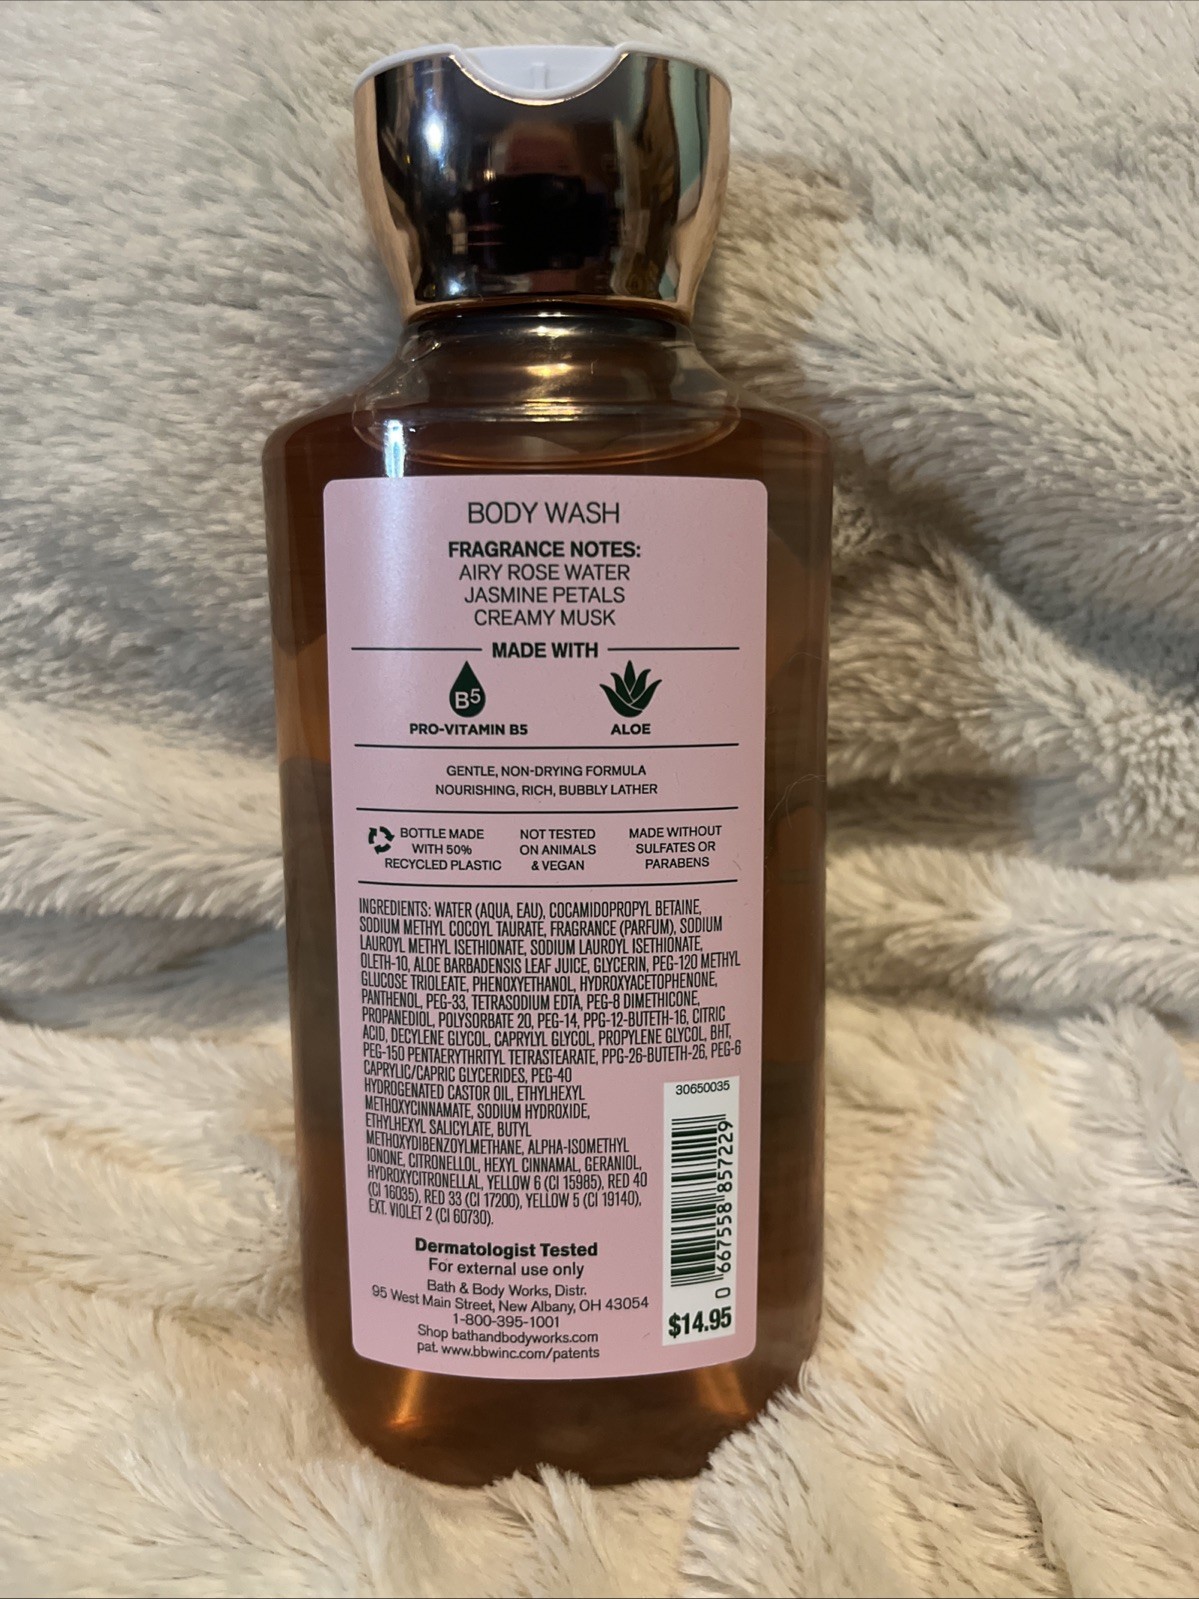 BODY WASH
FRAGRANCE NOTES:
AIRY ROSE WATER
JASMINE PETALS
CREAMY MUSK
MADE WITH
B5
PRO-VITAMIN B5
ALOE
GENTLE, NON-DRYING FORMULA
NOURISHING, RICH, BUBBLY LATHER
BOTTLE MADE
WITH 50%
RECYCLED PLASTIC
NOT TESTED
ON ANIMALS
& VEGAN
MADE WITHOUT
SULFATES OR
PARABENS
INGREDIENTS: WATER (AQUA, EAU), COCAMIDOPROPYL BETAINE,
SODIUM METHYL COCOYL TAURATE, FRAGRANCE (PARFUM), SODIUM
LAUROYL METHYL ISETHIONATE, SODIUM LAUROYL ISETHIONATE,
OLETH-10, ALOE BARBADENSIS LEAF JUICE, GLYCERIN, PEG-120 METHYL
GLUCOSE TRIOLEATE, PHENOXYETHANOL, HYDROXYACETOPHENONE,
PANTHENOL, PEG-33, TETRASODIUM EDTA, PEG-8 DIMETHICONE,
PROPANEDIOL, POLYSORBATE 20, PEG-14, PPG-12-BUTETH-16, CITRIC
ACID, DECYLENE GLYCOL, CAPRYLYL GLYCOL, PROPYLENE GLYCOL, BHT,
PEG-150 PENTAERYTHRITYL TETRASTEARATE, PPG-26-BUTETH-26, PEG-6
CAPRYLIC/CAPRIC GLYCERIDES, PEG-40
HYDROGENATED CASTOR OIL, ETHYLHEXYL
METHOXYCINNAMATE, SODIUM HYDROXIDE,
ETHYLHEXYL SALICYLATE, BUTYL
METHOXYDIBENZOYLMETHANE, ALPHA-ISOMETHYL
IONONE, CITRONELLOL, HEXYL CINNAMAL, GERANIOL,
HYDROXYCITRONELLAL, YELLOW 6 (CI 15985), RED 40
(CI 16035), RED 33 (CI 17200), YELLOW 5 (CI 19140),
EXT. VIOLET 2 (CI 60730).
30650035
0 667558 857229
$14.95
Dermatologist Tested
For external use only
Bath & Body Works, Distr.
95 West Main Street, New Albany, OH 43054
1-800-395-1001
Shop bathandbodyworks.com
pat. www.bbwinc.com/patents